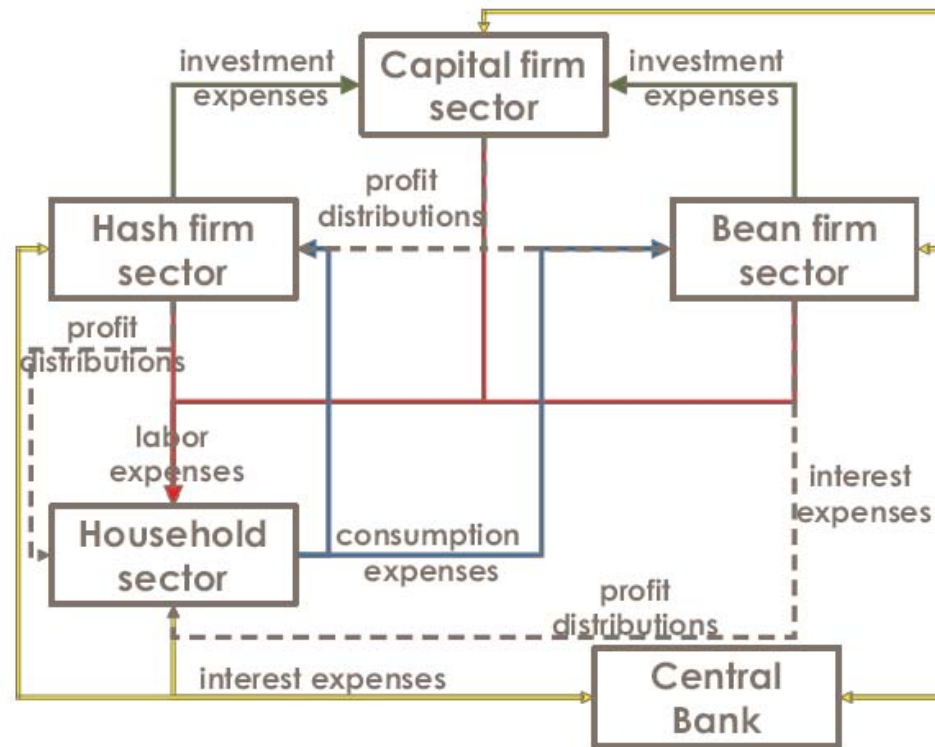 investment
expenses
Capital firm
sector
investment
expenses
profit
distributions
Hash firm
sector
Bean firm
sector
profit
distributions
labor
expenses
interest
expenses
Household
sector
consumption
expenses
profit
distributions
interest expenses
Central
Bank